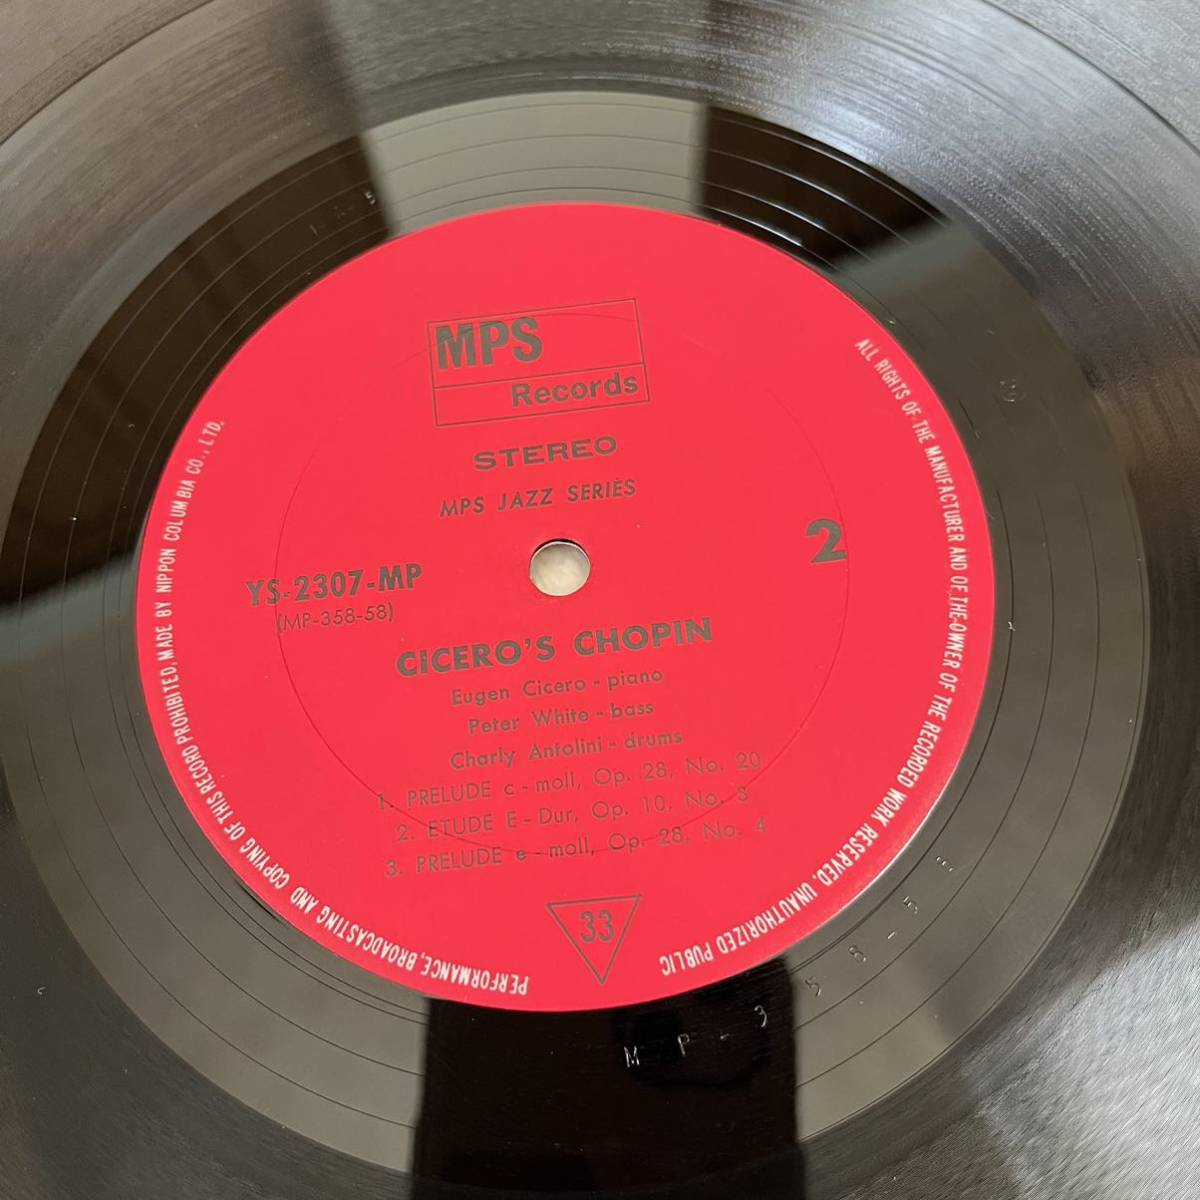 MPS
Records
STEREO
MPS JAZZ SERIES
2
YS-2307-MP
(MP-358-58)
CICERO'S CHOPIN
Eugen Cicero - piano
Peter White - bass
Charly Antolini - drums
1. PRELUDE c - moll, Op. 28, No. 20
2. ETUDE E - Dur, Op. 10, No. 3
3. PRELUDE e - moll, Op. 28, No. 4
33
ALL RIGHTS OF THE MANUFACTURER AND OF THE OWNER OF THE RECORDED WORK RESERVED. UNAUTHORIZED PUBLIC PERFORMANCE, BROADCASTING AND COPYING OF THIS RECORD PROHIBITED, MADE BY NIPPON COLUMBIA CO., LTD.
MP-358-58